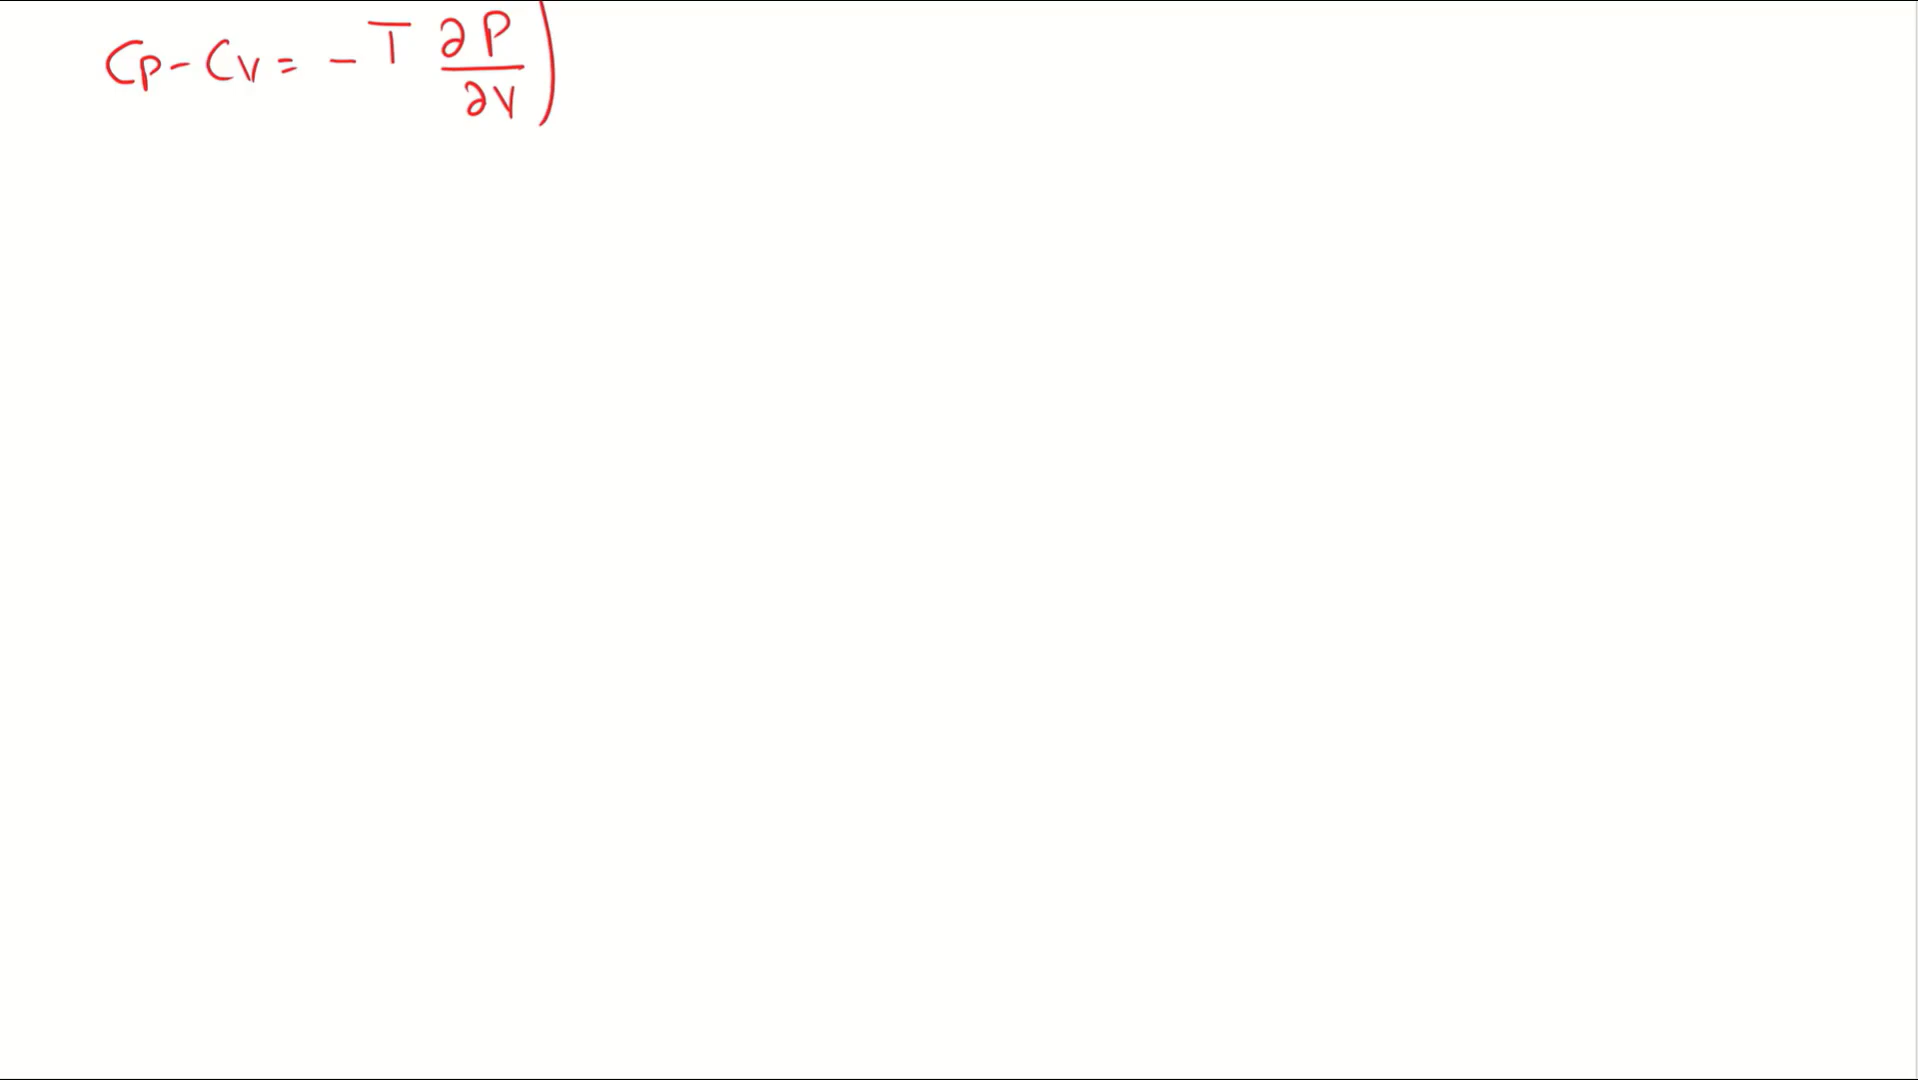 Cp - Cv = - T ∂P/∂V)